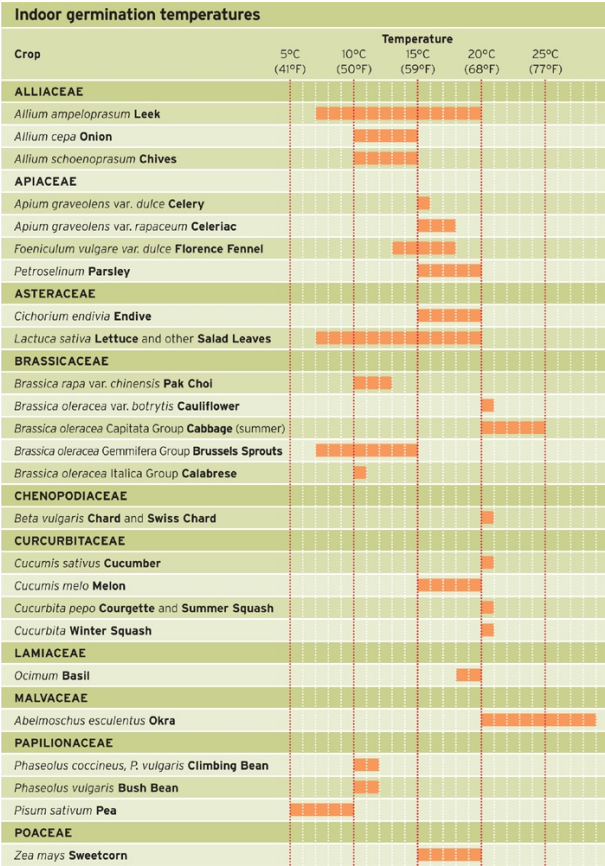 Indoor germination temperatures
Temperature
Crop 5°C 10°C 15°C 20°C 25°C
(41°F) (50°F) (59°F) (68°F) (77°F)
ALLIACEAE
Allium ampeloprasum Leek
Allium cepa Onion
Allium schoenoprasum Chives
APIACEAE
Apium graveolens var. dulce Celery
Apium graveolens var. rapaceum Celeriac
Foeniculum vulgare var. dulce Florence Fennel
Petroselinum Parsley
ASTERACEAE
Cichorium endivia Endive
Lactuca sativa Lettuce and other Salad Leaves
BRASSICACEAE
Brassica rapa var. chinensis Pak Choi
Brassica oleracea var. botrytis Cauliflower
Brassica oleracea Capitata Group Cabbage (summer)
Brassica oleracea Gemmifera Group Brussels Sprouts
Brassica oleracea Italica Group Calabrese
CHENOPODIACEAE
Beta vulgaris Chard and Swiss Chard
CURCURBITACEAE
Cucumis sativus Cucumber
Cucumis melo Melon
Cucurbita pepo Courgette and Summer Squash
Cucurbita Winter Squash
LAMIACEAE
Ocimum Basil
MALVACEAE
Abelmoschus esculentus Okra
PAPILIONACEAE
Phaseolus coccineus, P. vulgaris Climbing Bean
Phaseolus vulgaris Bush Bean
Pisum sativum Pea
POACEAE
Zea mays Sweetcorn